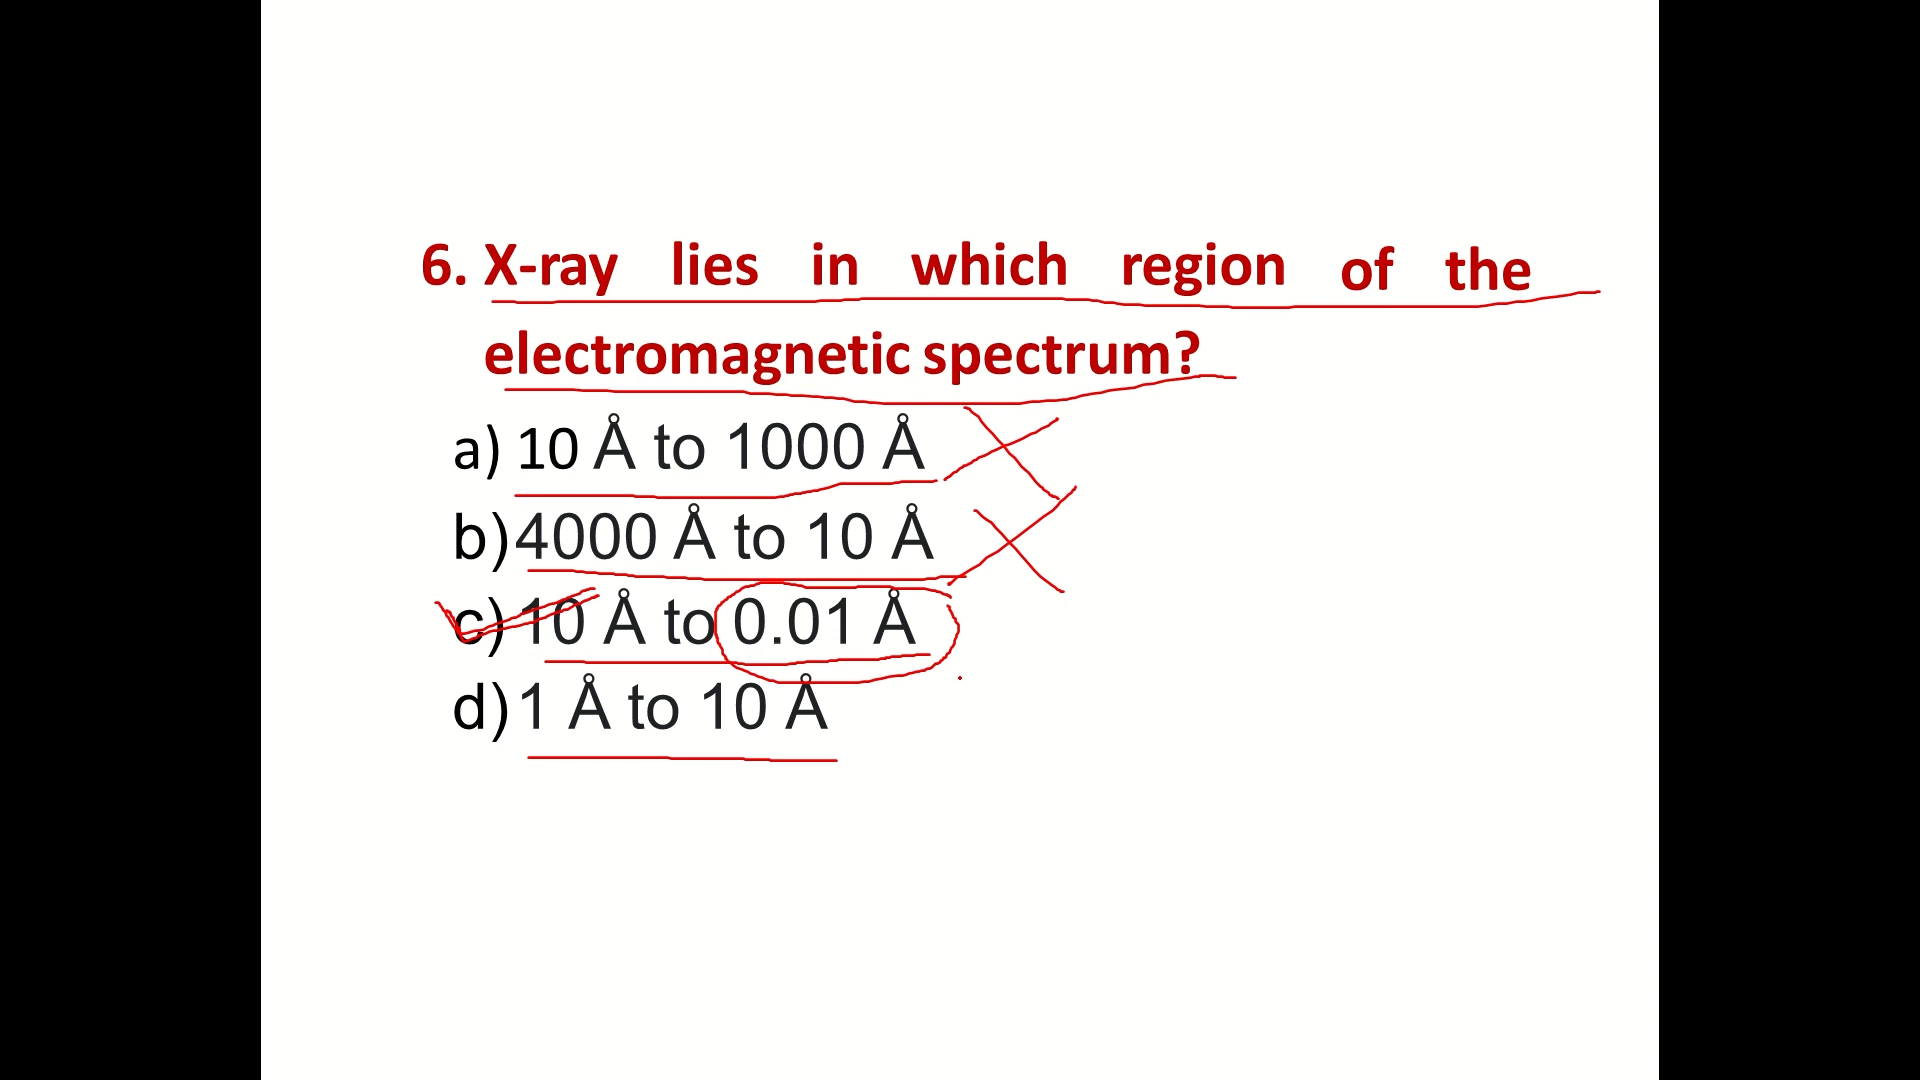 6. X-ray lies in which region of the
electromagnetic spectrum?
a) 10 Å to 1000 Å
b) 4000 Å to 10 Å
c) 10 Å to 0.01 Å
d) 1 Å to 10 Å